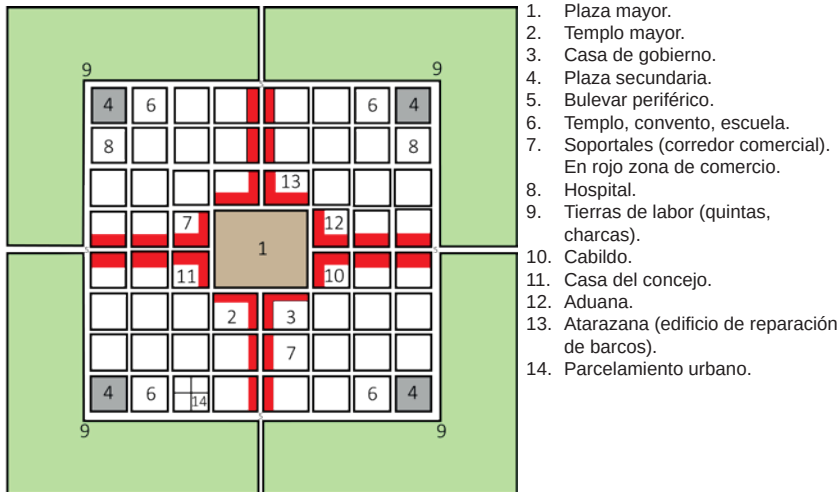 1. Plaza mayor.
2. Templo mayor.
3. Casa de gobierno.
4. Plaza secundaria.
5. Bulevar periférico.
6. Templo, convento, escuela.
7. Soportales (corredor comercial).
En rojo zona de comercio.
8. Hospital.
9. Tierras de labor (quintas,
charcas).
10. Cabildo.
11. Casa del concejo.
12. Aduana.
13. Atarazana (edificio de reparación
de barcos).
14. Parcelamiento urbano.
9 9
5
4 6 6 4
8 8
13
7 12
5 1 5
11 10
2 3
7
4 6 14 6 4
5
9 9